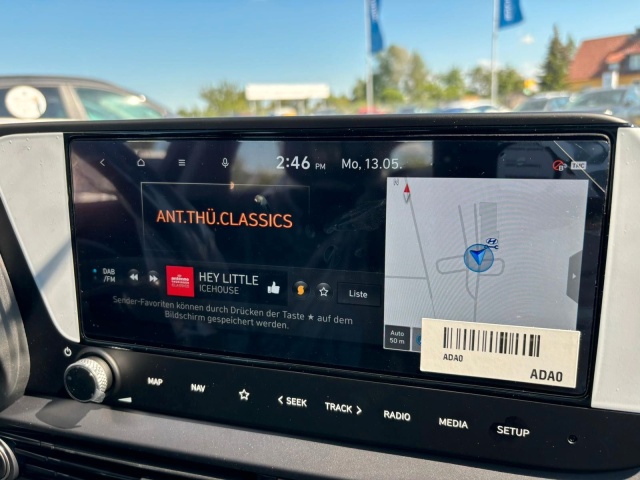 2:46 PM
Mo, 13.05.
ANT.THÜ.CLASSICS
N
DAB
/FM
HEY LITTLE
ICEHOUSE
Liste
Sender-Favoriten können durch Drücken der Taste ★ auf dem
Bildschirm gespeichert werden.
Auto
50 m
ADA0
ADA0
MAP
NAV
< SEEK
TRACK >
RADIO
MEDIA
SETUP